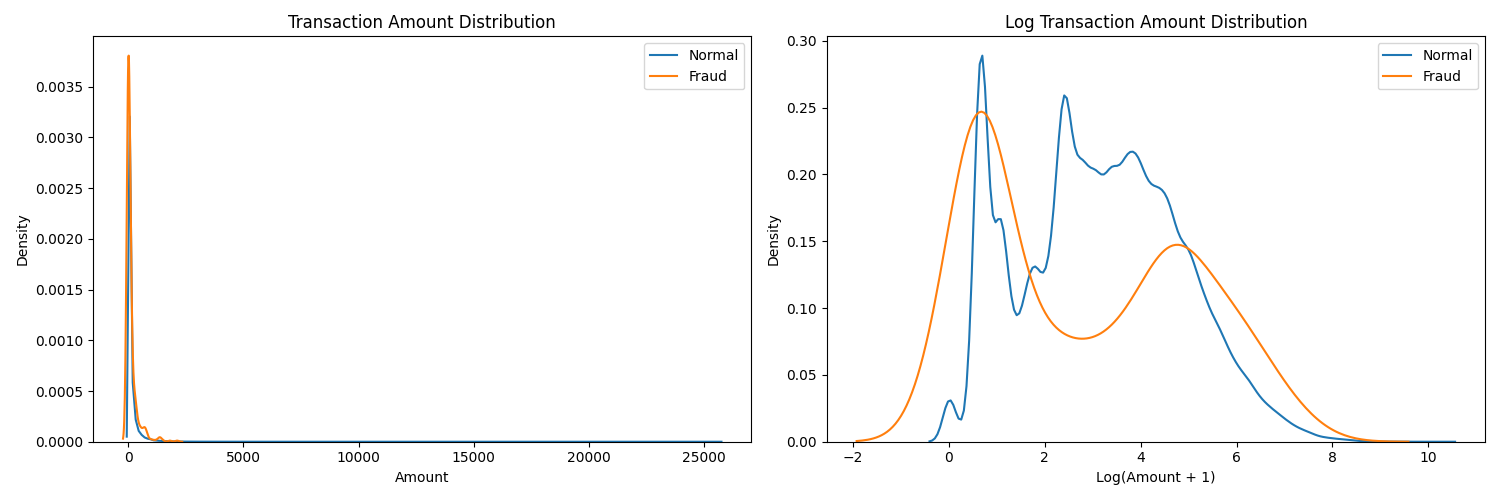 Transaction Amount Distribution
Normal
Fraud
Density
0.0035
0.0030
0.0025
0.0020
0.0015
0.0010
0.0005
0.0000
0 5000 10000 15000 20000 25000
Amount
Log Transaction Amount Distribution
Normal
Fraud
Density
0.30
0.25
0.20
0.15
0.10
0.05
0.00
−2 0 2 4 6 8 10
Log(Amount + 1)